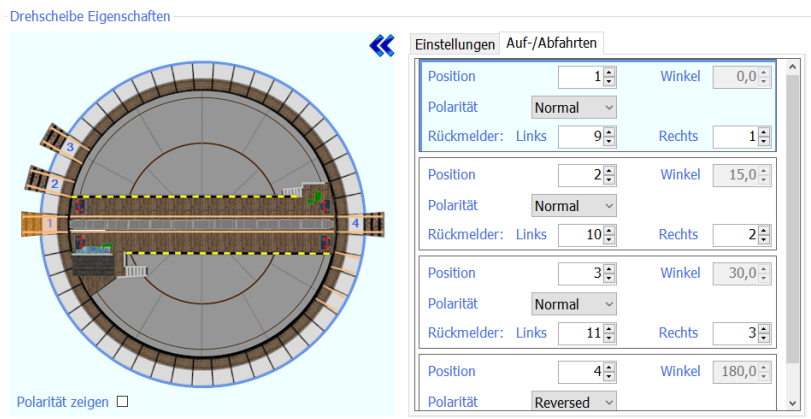 Drehscheibe Eigenschaften
3
2
1
4
Polarität zeigen
Einstellungen Auf-/Abfahrten
Position 1 Winkel 0,0
Polarität Normal
Rückmelder: Links 9 Rechts 1
Position 2 Winkel 15,0
Polarität Normal
Rückmelder: Links 10 Rechts 2
Position 3 Winkel 30,0
Polarität Normal
Rückmelder: Links 11 Rechts 3
Position 4 Winkel 180,0
Polarität Reversed